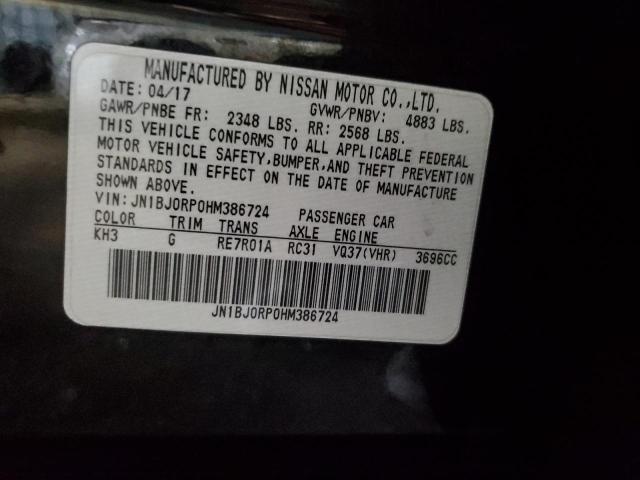 MANUFACTURED BY NISSAN MOTOR CO.,LTD.
DATE: 04/17 GVWR/PNBV: 4883 LBS.
GAWR/PNBE FR: 2348 LBS. RR: 2568 LBS.
THIS VEHICLE CONFORMS TO ALL APPLICABLE FEDERAL
MOTOR VEHICLE SAFETY,BUMPER,AND THEFT PREVENTION
STANDARDS IN EFFECT ON THE DATE OF MANUFACTURE
SHOWN ABOVE.
VIN: JN1BJ0RP0HM386724 PASSENGER CAR
COLOR TRIM TRANS AXLE ENGINE
KH3 G RE7R01A RC31 VQ37(VHR) 3696CC
JN1BJ0RP0HM386724